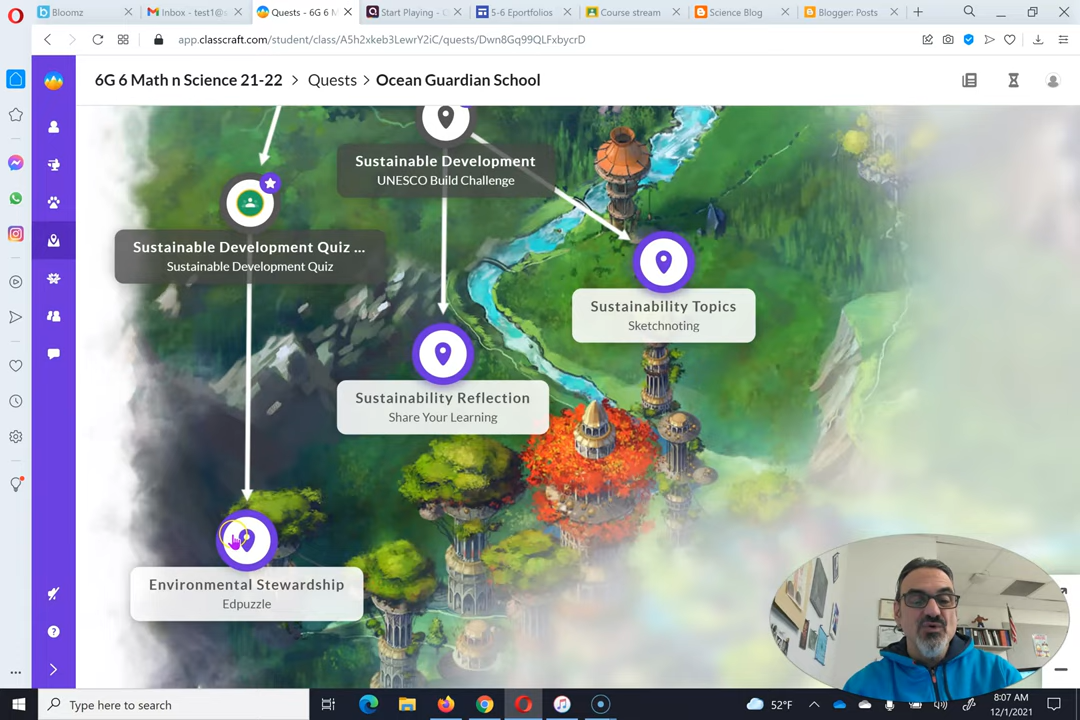 Bloomz
Inbox - test1@s
Quests - 6G 6 M
Start Playing - C
5-6 Eportfolios
Course stream
Science Blog
Blogger: Posts
app.classcraft.com/student/class/A5h2xkeb3LewrY2iC/quests/Dwn8Gq99QLFxbycrD
6G 6 Math n Science 21-22 > Quests > Ocean Guardian School
Sustainable Development
UNESCO Build Challenge
Sustainable Development Quiz ...
Sustainable Development Quiz
Sustainability Topics
Sketchnoting
Sustainability Reflection
Share Your Learning
Environmental Stewardship
Edpuzzle
Type here to search
52°F
8:07 AM
12/1/2021